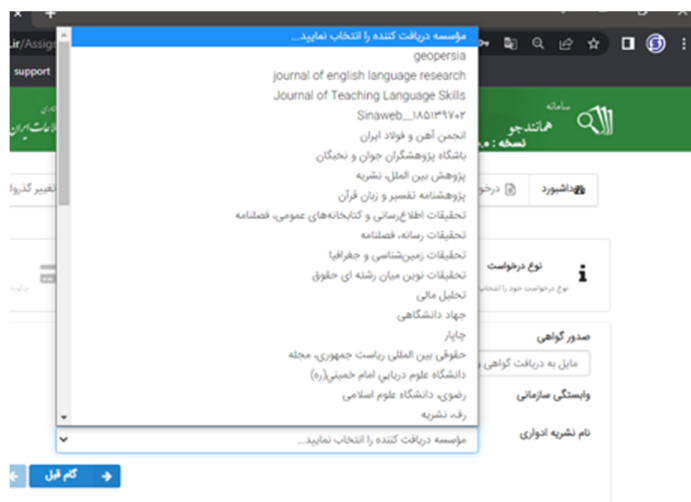 .ir/Assign
support
سامانه
همانندجو
نسخه :
داشبورد
نوع درخواست
نوع درخواست خود را انتخاب
صدور گواهی
مایل به دریافت گواهی
وابستگی سازمانی
نام نشریه ادواری
مؤسسه دریافت کننده را انتخاب نمایید...
geopersia
journal of english language research
Journal of Teaching Language Skills
Sinaweb__۱۸۵۱۳۹۷۰۲
انجمن آهن و فولاد ایران
باشگاه پژوهشگران جوان و نخبگان
پژوهش بین الملل، نشریه
پژوهشنامه تفسیر و زبان قرآن
تحقیقات اطلاع‌رسانی و کتابخانه‌های عمومی، فصلنامه
تحقیقات رسانه، فصلنامه
تحقیقات زمین‌شناسی و جغرافیا
تحقیقات نوین میان رشته ای حقوق
تحلیل مالی
جهاد دانشگاهی
چاپار
حقوقی بین المللی ریاست جمهوری، مجله
دانشگاه علوم دریایی امام خمینی(ره)
رضوی، دانشگاه علوم اسلامی
رف، نشریه
مؤسسه دریافت کننده را انتخاب نمایید...
گام قبل